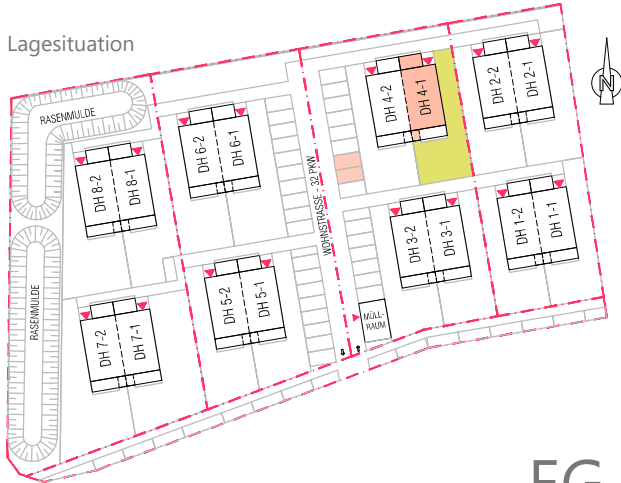 Lagesituation
N
RASENMULDE
DH 4-2
DH 4-1
DH 2-2
DH 2-1
DH 6-2
DH 6-1
DH 8-2
DH 8-1
WOHNSTRASSE - 32 PKW
DH 3-2
DH 3-1
DH 1-2
DH 1-1
RASENMULDE
DH 5-2
DH 5-1
DH 7-2
DH 7-1
MÜLL-
RAUM
EG